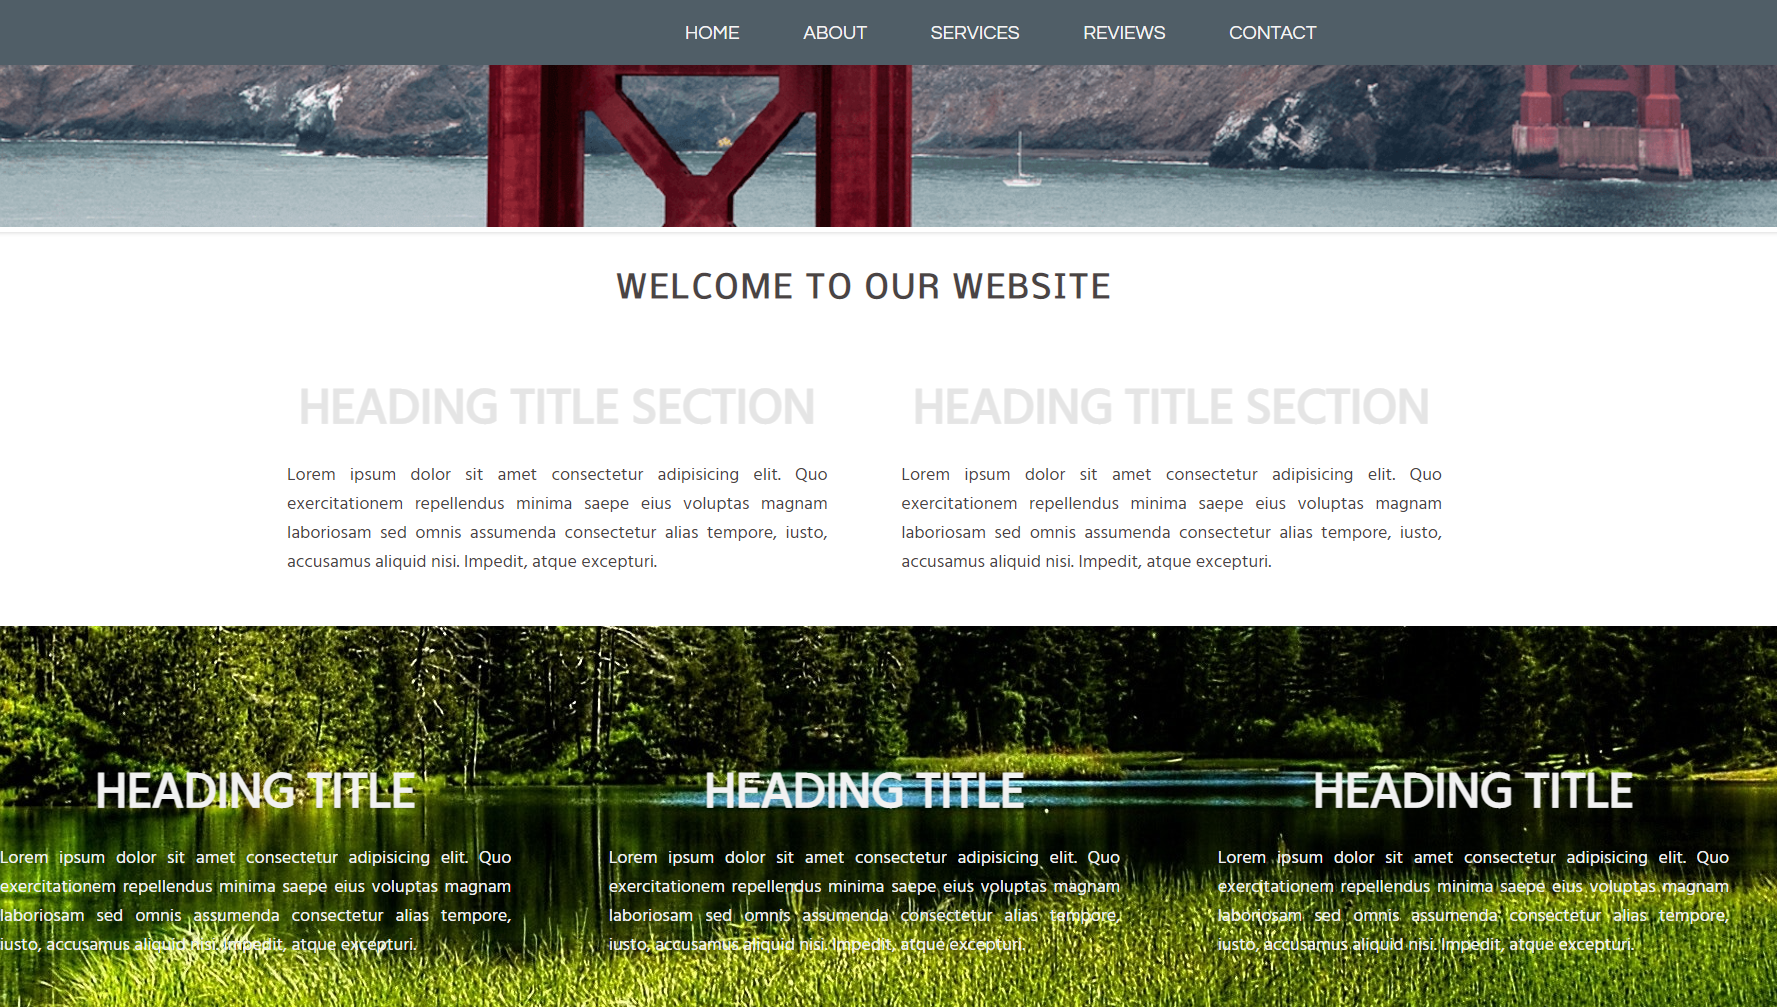 HOME ABOUT SERVICES REVIEWS CONTACT
WELCOME TO OUR WEBSITE
HEADING TITLE SECTION
Lorem ipsum dolor sit amet consectetur adipisicing elit. Quo
exercitationem repellendus minima saepe eius voluptas magnam
laboriosam sed omnis assumenda consectetur alias tempore, iusto,
accusamus aliquid nisi. Impedit, atque excepturi.
HEADING TITLE SECTION
Lorem ipsum dolor sit amet consectetur adipisicing elit. Quo
exercitationem repellendus minima saepe eius voluptas magnam
laboriosam sed omnis assumenda consectetur alias tempore, iusto,
accusamus aliquid nisi. Impedit, atque excepturi.
HEADING TITLE
Lorem ipsum dolor sit amet consectetur adipisicing elit. Quo
exercitationem repellendus minima saepe eius voluptas magnam
laboriosam sed omnis assumenda consectetur alias tempore,
iusto, accusamus aliquid nisi. Impedit, atque excepturi.
HEADING TITLE
Lorem ipsum dolor sit amet consectetur adipisicing elit. Quo
exercitationem repellendus minima saepe eius voluptas magnam
laboriosam sed omnis assumenda consectetur alias tempore,
iusto, accusamus aliquid nisi. Impedit, atque excepturi.
HEADING TITLE
Lorem ipsum dolor sit amet consectetur adipisicing elit. Quo
exercitationem repellendus minima saepe eius voluptas magnam
laboriosam sed omnis assumenda consectetur alias tempore,
iusto, accusamus aliquid nisi. Impedit, atque excepturi.